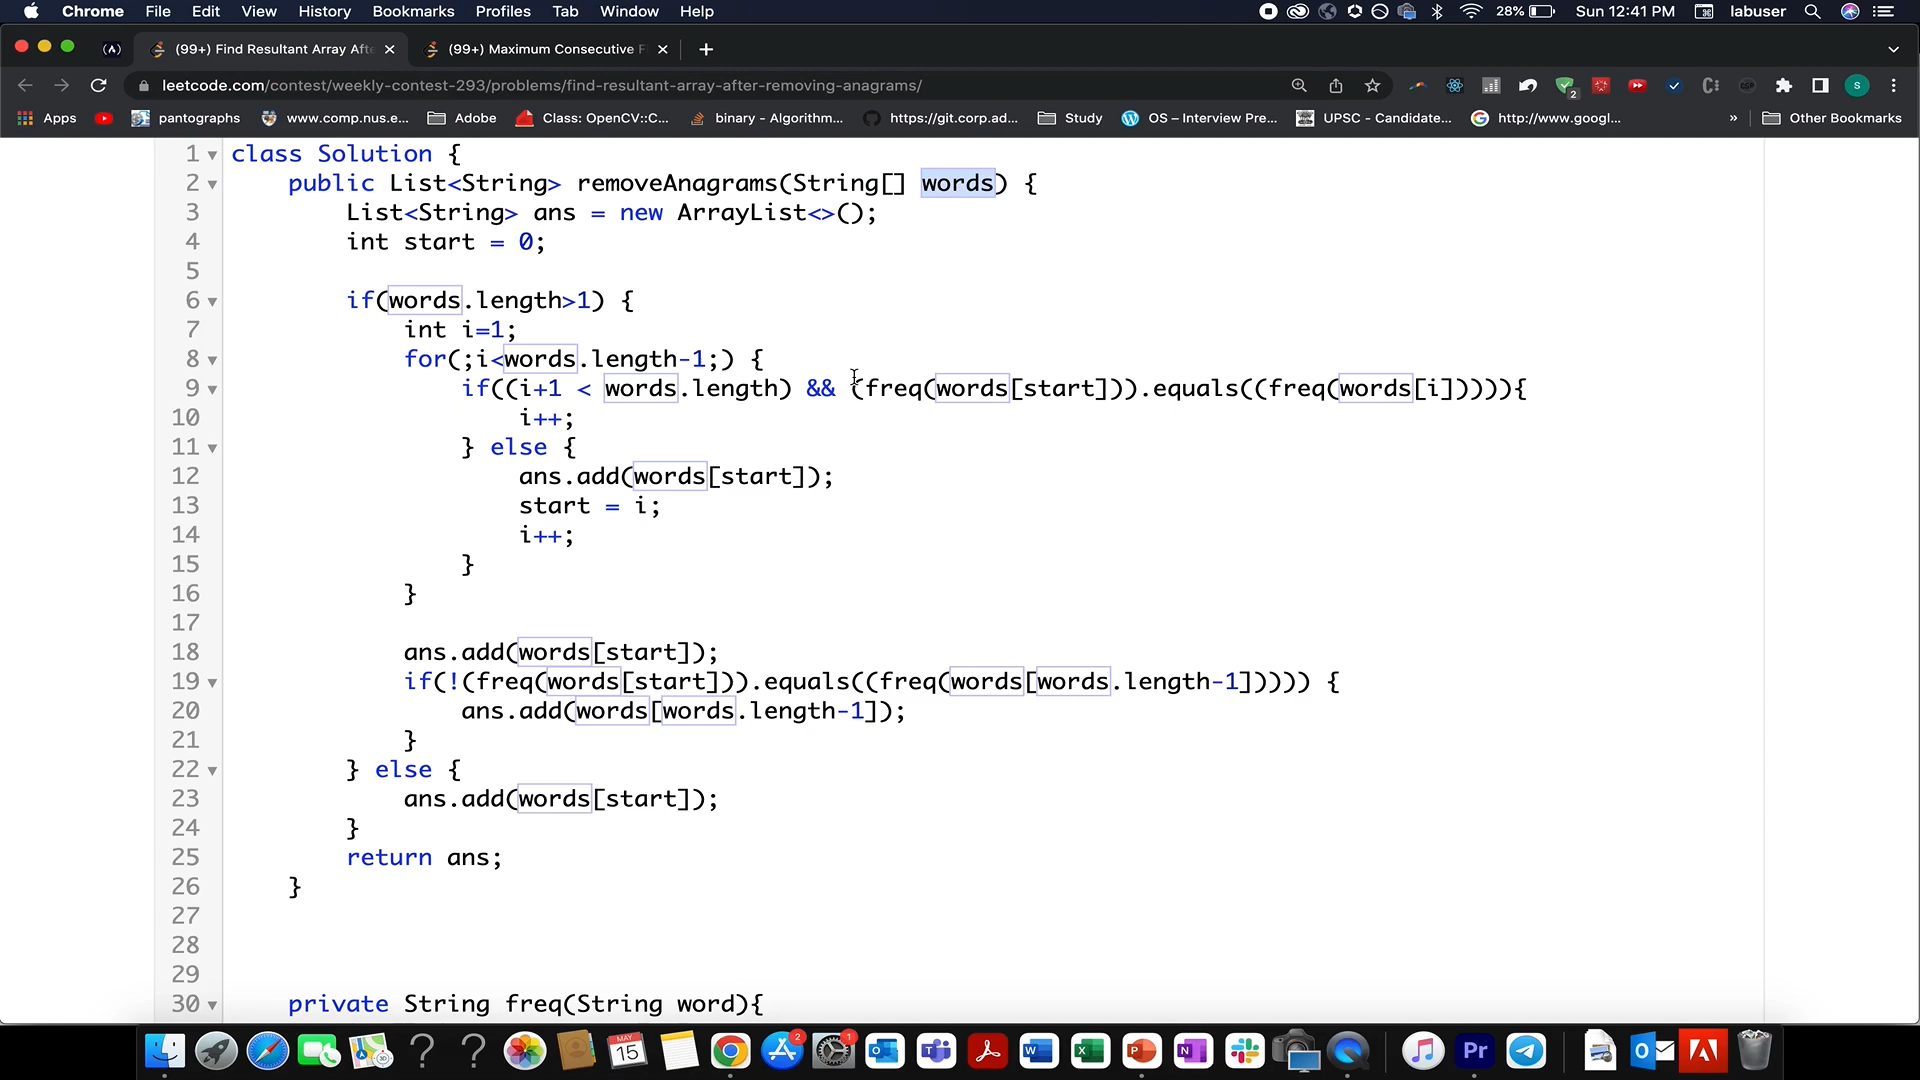 Chrome File Edit View History Bookmarks Profiles Tab Window Help 28% Sun 12:41 PM labuser
(99+) Find Resultant Array Afte (99+) Maximum Consecutive F
leetcode.com/contest/weekly-contest-293/problems/find-resultant-array-after-removing-anagrams/ 2 S
Apps pantographs www.comp.nus.e... Adobe Class: OpenCV::C... binary - Algorithm... https://git.corp.ad... Study OS – Interview Pre... UPSC - Candidate... http://www.googl... » Other Bookmarks
1 class Solution {
2 public List<String> removeAnagrams(String[] words) {
3 List<String> ans = new ArrayList<>();
4 int start = 0;
5
6 if(words.length>1) {
7 int i=1;
8 for(;i<words.length-1;) {
9 if((i+1 < words.length) && (freq(words[start])).equals((freq(words[i])))){
10 i++;
11 } else {
12 ans.add(words[start]);
13 start = i;
14 i++;
15 }
16 }
17
18 ans.add(words[start]);
19 if(!(freq(words[start])).equals((freq(words[words.length-1])))) {
20 ans.add(words[words.length-1]);
21 }
22 } else {
23 ans.add(words[start]);
24 }
25 return ans;
26 }
27
28
29
30 private String freq(String word){
MAY 15 2 1 Pr